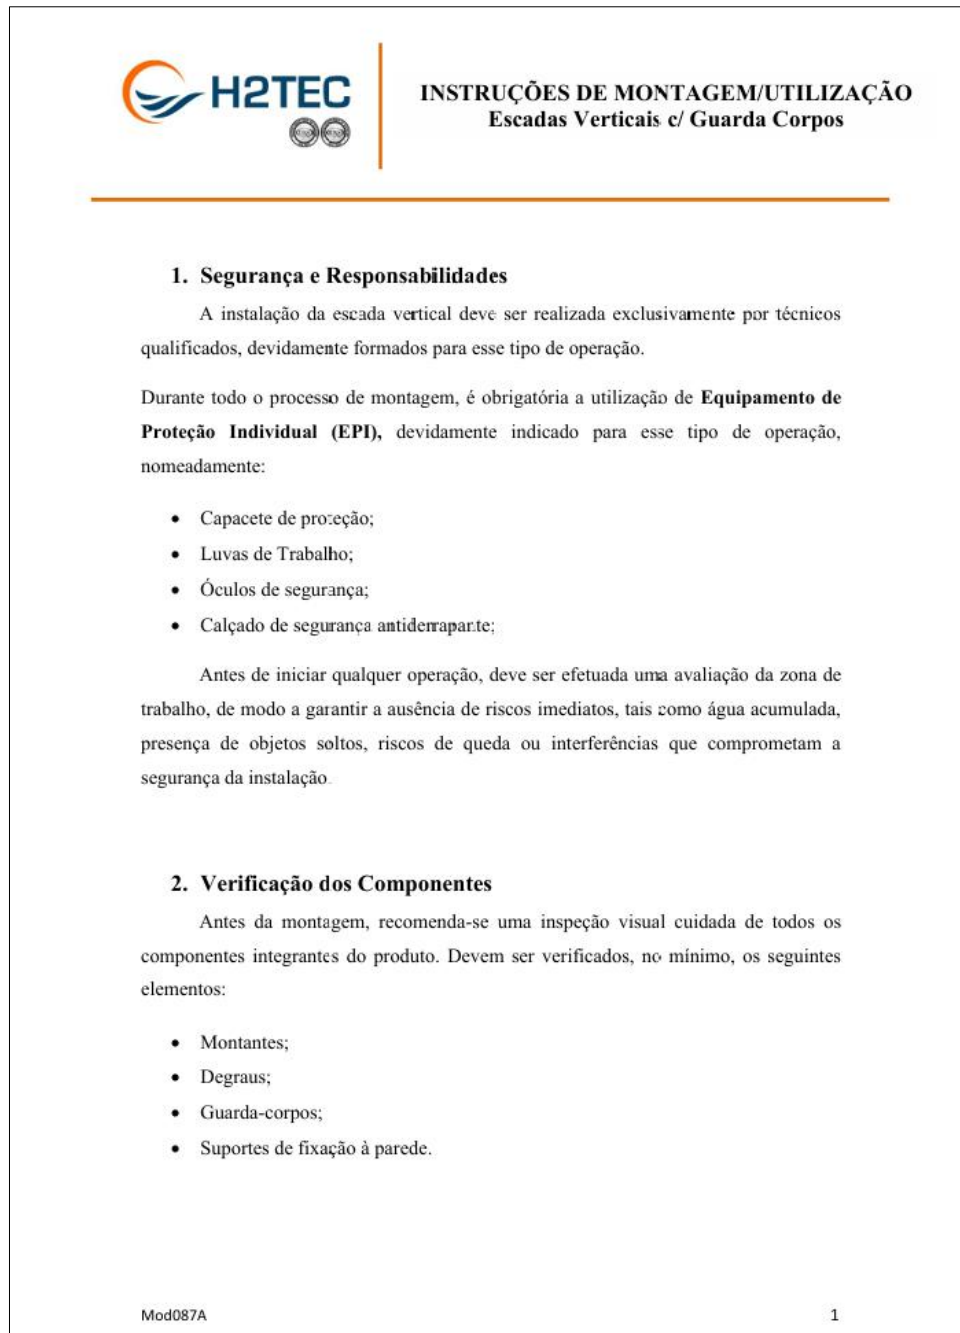 H2TEC
INSTRUÇÕES DE MONTAGEM/UTILIZAÇÃO
Escadas Verticais c/ Guarda Corpos
1. Segurança e Responsabilidades
A instalação da escada vertical deve ser realizada exclusivamente por técnicos
qualificados, devidamente formados para esse tipo de operação.
Durante todo o processo de montagem, é obrigatória a utilização de Equipamento de
Proteção Individual (EPI), devidamente indicado para esse tipo de operação,
nomeadamente:
• Capacete de proteção;
• Luvas de Trabalho;
• Óculos de segurança;
• Calçado de segurança antiderrapante;
Antes de iniciar qualquer operação, deve ser efetuada uma avaliação da zona de
trabalho, de modo a garantir a ausência de riscos imediatos, tais como água acumulada,
presença de objetos soltos, riscos de queda ou interferências que comprometam a
segurança da instalação.
2. Verificação dos Componentes
Antes da montagem, recomenda-se uma inspeção visual cuidada de todos os
componentes integrantes do produto. Devem ser verificados, no mínimo, os seguintes
elementos:
• Montantes;
• Degraus;
• Guarda-corpos;
• Suportes de fixação à parede.
Mod087A
1